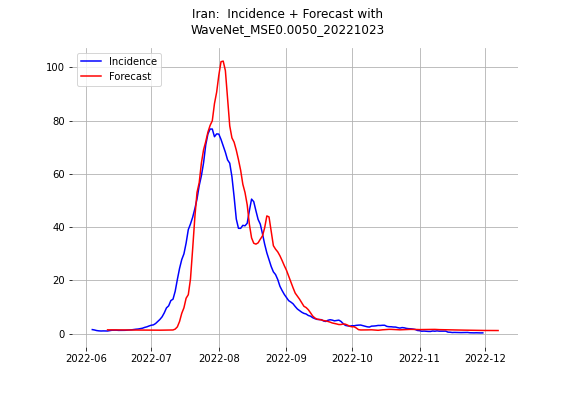 Iran:  Incidence + Forecast with
WaveNet_MSE0.0050_20221023
Incidence
Forecast
100
80
60
40
20
0
2022-06 2022-07 2022-08 2022-09 2022-10 2022-11 2022-12